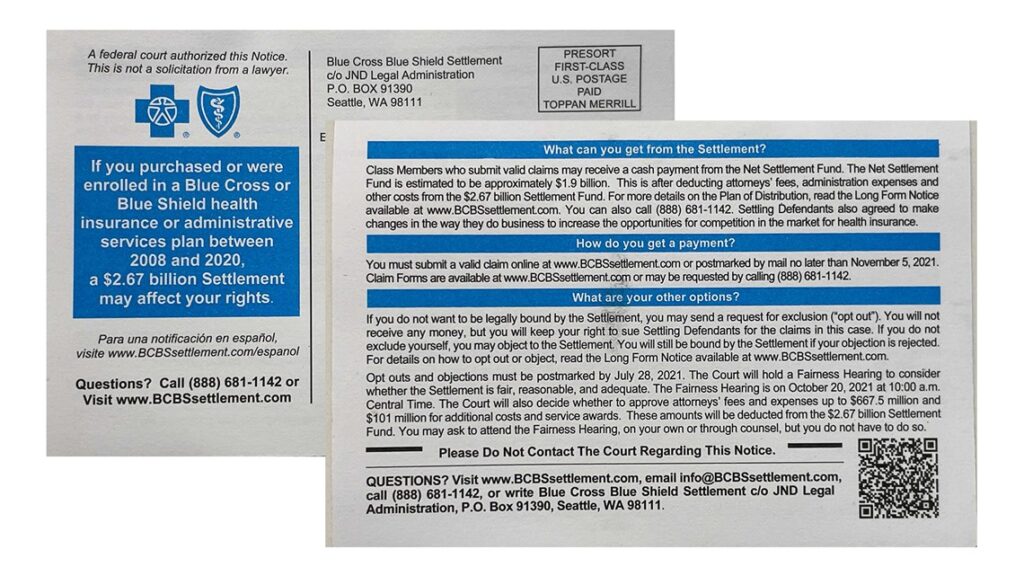 A federal court authorized this Notice.
This is not a solicitation from a lawyer.
If you purchased or were
enrolled in a Blue Cross or
Blue Shield health
insurance or administrative
services plan between
2008 and 2020,
a $2.67 billion Settlement
may affect your rights.
Para una notificación en español,
visite www.BCBSsettlement.com/espanol
Questions? Call (888) 681-1142 or
Visit www.BCBSsettlement.com
Blue Cross Blue Shield Settlement
c/o JND Legal Administration
P.O. BOX 91390
Seattle, WA 98111
PRESORT
FIRST-CLASS
U.S. POSTAGE
PAID
TOPPAN MERRILL
E
What can you get from the Settlement?
Class Members who submit valid claims may receive a cash payment from the Net Settlement Fund. The Net Settlement
Fund is estimated to be approximately $1.9 billion. This is after deducting attorneys' fees, administration expenses and
other costs from the $2.67 billion Settlement Fund. For more details on the Plan of Distribution, read the Long Form Notice
available at www.BCBSsettlement.com. You can also call (888) 681-1142. Settling Defendants also agreed to make
changes in the way they do business to increase the opportunities for competition in the market for health insurance.
How do you get a payment?
You must submit a valid claim online at www.BCBSsettlement.com or postmarked by mail no later than November 5, 2021.
Claim Forms are available at www.BCBSsettlement.com or may be requested by calling (888) 681-1142.
What are your other options?
If you do not want to be legally bound by the Settlement, you may send a request for exclusion ("opt out"). You will not
receive any money, but you will keep your right to sue Settling Defendants for the claims in this case. If you do not
exclude yourself, you may object to the Settlement. You will still be bound by the Settlement if your objection is rejected.
For details on how to opt out or object, read the Long Form Notice available at www.BCBSsettlement.com.
Opt outs and objections must be postmarked by July 28, 2021. The Court will hold a Fairness Hearing to consider
whether the Settlement is fair, reasonable, and adequate. The Fairness Hearing is on October 20, 2021 at 10:00 a.m.
Central Time. The Court will also decide whether to approve attorneys' fees and expenses up to $667.5 million and
$101 million for additional costs and service awards. These amounts will be deducted from the $2.67 billion Settlement
Fund. You may ask to attend the Fairness Hearing, on your own or through counsel, but you do not have to do so.
Please Do Not Contact The Court Regarding This Notice.
QUESTIONS? Visit www.BCBSsettlement.com, email info@BCBSsettlement.com,
call (888) 681-1142, or write Blue Cross Blue Shield Settlement c/o JND Legal
Administration, P.O. Box 91390, Seattle, WA 98111.